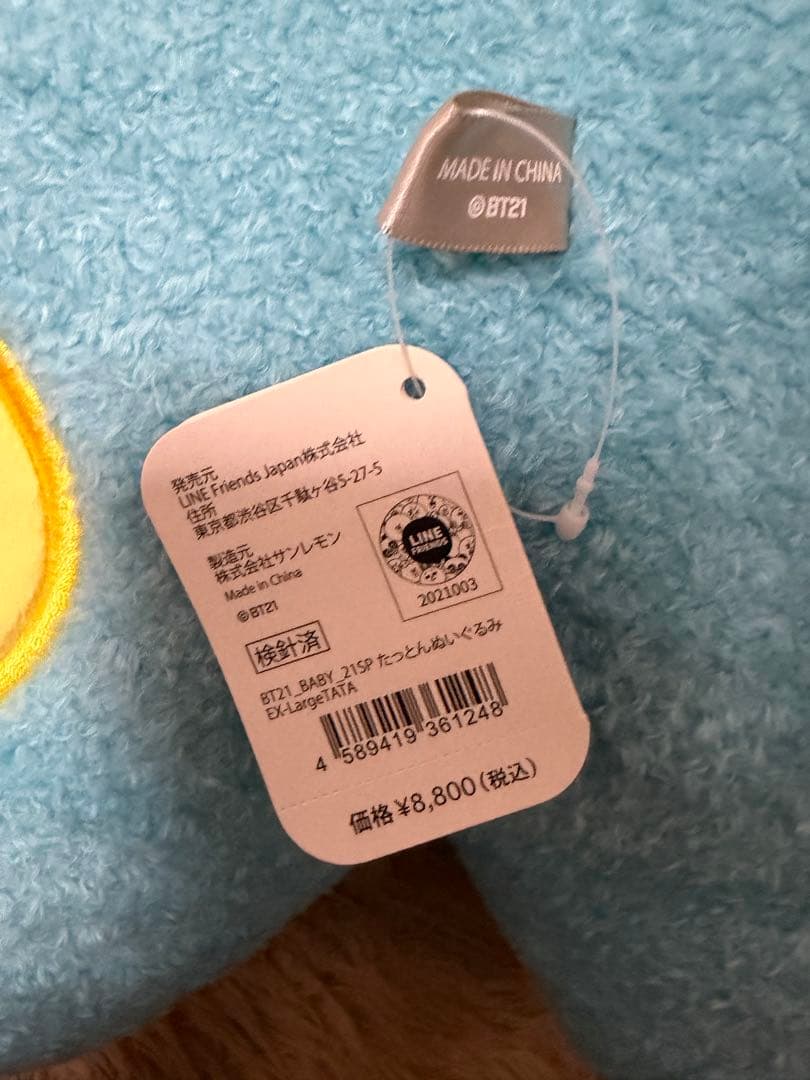 MADE IN CHINA
©BT21
発売元
LINE Friends Japan株式会社
住所
東京都渋谷区千駄ヶ谷5-27-5
製造元
株式会社サンレモン
Made in China
©BT21
LINE
FRIENDS
2021003
検針済
BT21_BABY_21SP たっとんぬいぐるみ
EX-LargeTATA
4 589419 361248
価格 ¥8,800(税込)